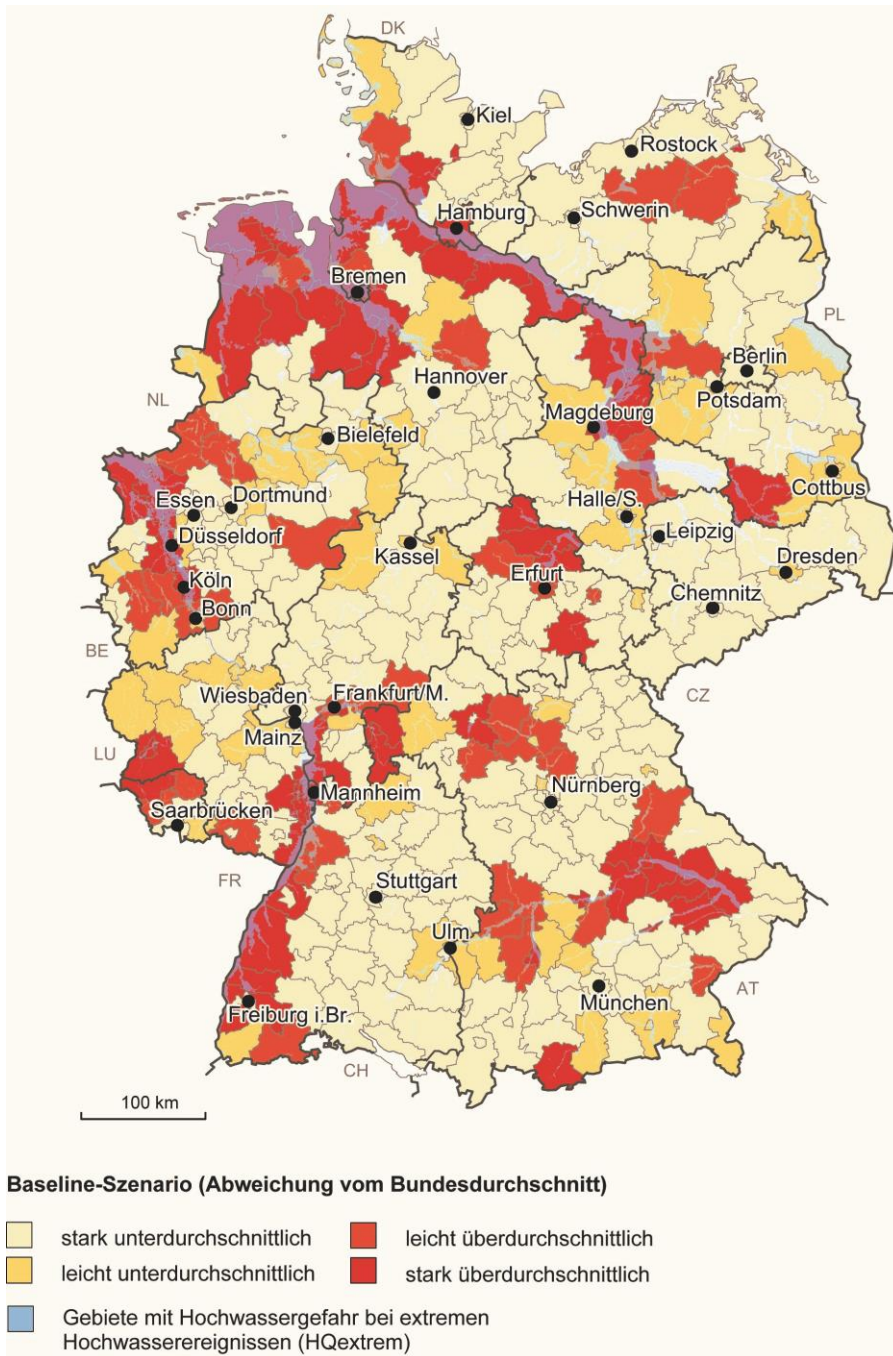 DK
Kiel
Rostock
Hamburg
Schwerin
Bremen
PL
Berlin
Hannover
Potsdam
NL
Magdeburg
Bielefeld
Cottbus
Essen
Dortmund
Halle/S.
Düsseldorf
Leipzig
Kassel
Dresden
Köln
Erfurt
Chemnitz
Bonn
BE
CZ
Wiesbaden
Frankfurt/M.
Mainz
LU
Mannheim
Nürnberg
Saarbrücken
FR
Stuttgart
Ulm
München
AT
Freiburg i.Br.
CH
100 km
Baseline-Szenario (Abweichung vom Bundesdurchschnitt)
stark unterdurchschnittlich
leicht überdurchschnittlich
leicht unterdurchschnittlich
stark überdurchschnittlich
Gebiete mit Hochwassergefahr bei extremen
Hochwasserereignissen (HQextrem)